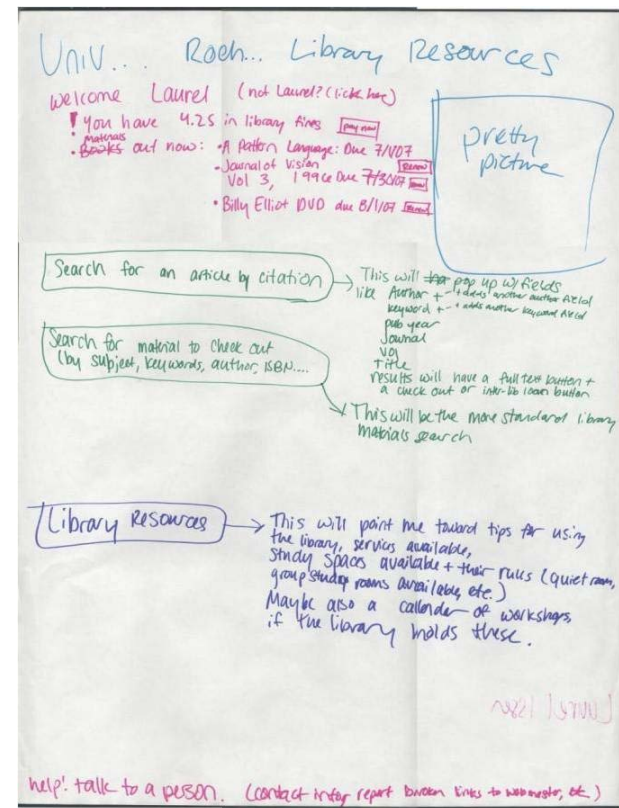 Univ... Roch... Library Resources
Welcome Laurel (not Laurel? Click here)
! You have 4.25 in library fines pay now
materials
• Books out now: • A Pattern Language: Due 7/1/07
• Journal of Vision Renew
Vol 3, Due 7/30/07 Renew
• Billy Elliot DVD due 8/1/07 Renew
pretty
picture
Search for an article by citation
This will pop up w/ fields
like Author + - + adds another author field
keyword + - + adds another keyword field
pub year
Journal
Vol
Title
results will have a full text button +
a check out or inter-lib loan button
Search for material to check out
(by subject, keywords, author, ISBN....
This will be the more standard library
materials search
Library Resources
This will point me toward tips for using
the library, services available,
study spaces available + their rules (quiet room,
group study rooms available, etc.)
Maybe also a callender of workshops
if the library holds these.
help! talk to a person. (contact info, report broken links to webmaster, etc)